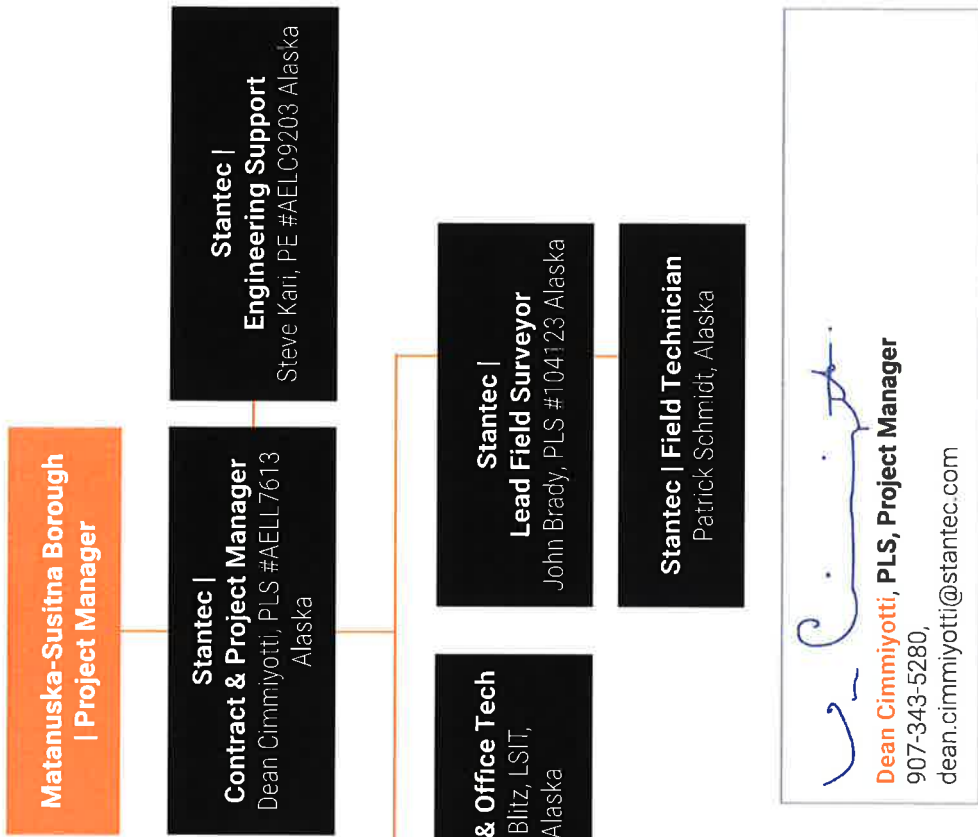 Matanuska-Susitna Borough
| Project Manager
Stantec |
Contract & Project Manager
Dean Cimmiyotti, PLS #AELL7613
Alaska
Stantec |
Engineering Support
Steve Kari, PE #AELC9203 Alaska
& Office Tech
Blitz, LSIT,
Alaska
Stantec |
Lead Field Surveyor
John Brady, PLS #104123 Alaska
Stantec | Field Technician
Patrick Schmidt, Alaska
Dean Cimmiyotti, PLS, Project Manager
907-343-5280,
dean.cimmiyotti@stantec.com